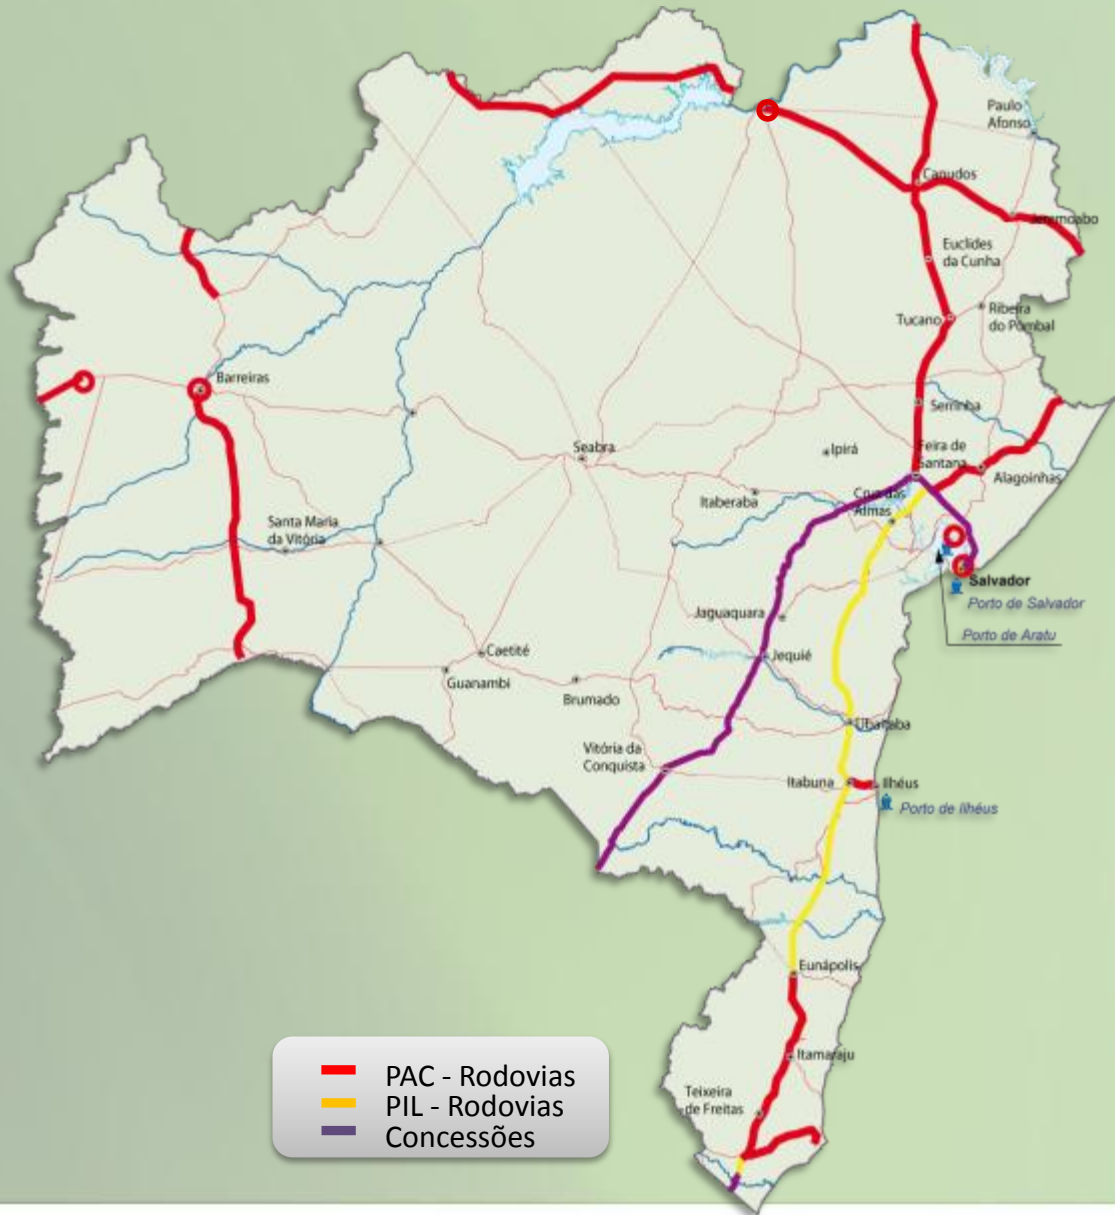 Paulo
Afonso
Canudos
Jeremoabo
Euclides
da Cunha
Ribeira
do Pombal
Tucano
Barreiras
Serrinha
Seabra
Ipirá
Feira de
Santana
Alagoinhas
Itaberaba
Cruz das
Almas
Santa Maria
da Vitória
Salvador
Porto de Salvador
Jaguaquara
Porto de Aratu
Caetité
Jequié
Guanambi
Brumado
Ubaitaba
Vitória da
Conquista
Itabuna
Ilhéus
Porto de Ilhéus
Eunápolis
Itamaraju
Teixeira
de Freitas
PAC - Rodovias
PIL - Rodovias
Concessões